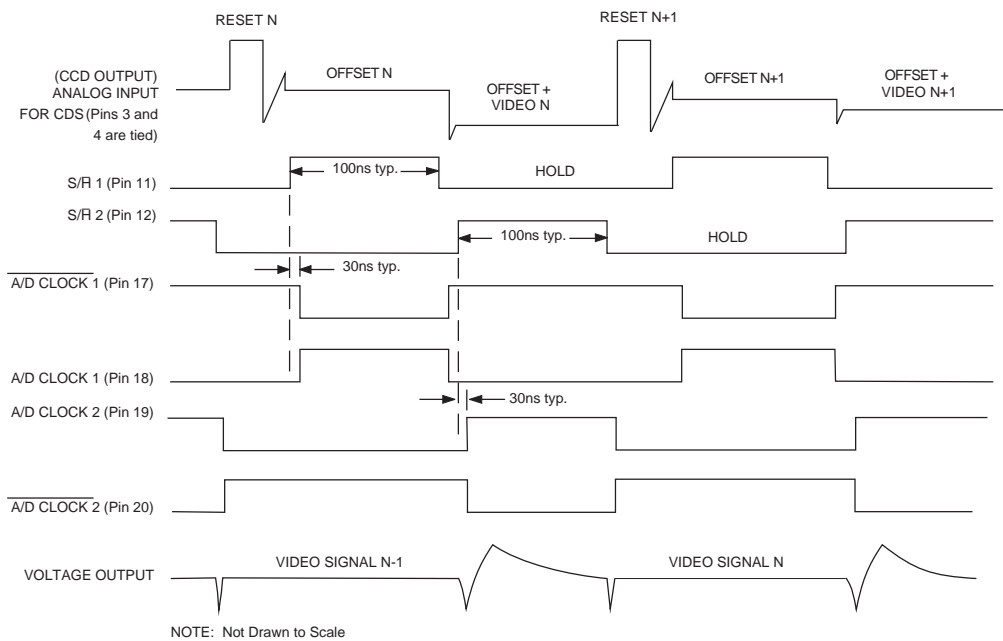 RESET N
RESET N+1
(CCD OUTPUT)
ANALOG INPUT
FOR CDS (Pins 3 and
4 are tied)
OFFSET N
OFFSET +
VIDEO N
OFFSET N+1
OFFSET +
VIDEO N+1
S/H 1 (Pin 11)
100ns typ.
HOLD
S/H 2 (Pin 12)
100ns typ.
HOLD
30ns typ.
A/D CLOCK 1 (Pin 17)
A/D CLOCK 1 (Pin 18)
30ns typ.
A/D CLOCK 2 (Pin 19)
A/D CLOCK 2 (Pin 20)
VOLTAGE OUTPUT
VIDEO SIGNAL N-1
VIDEO SIGNAL N
NOTE: Not Drawn to Scale